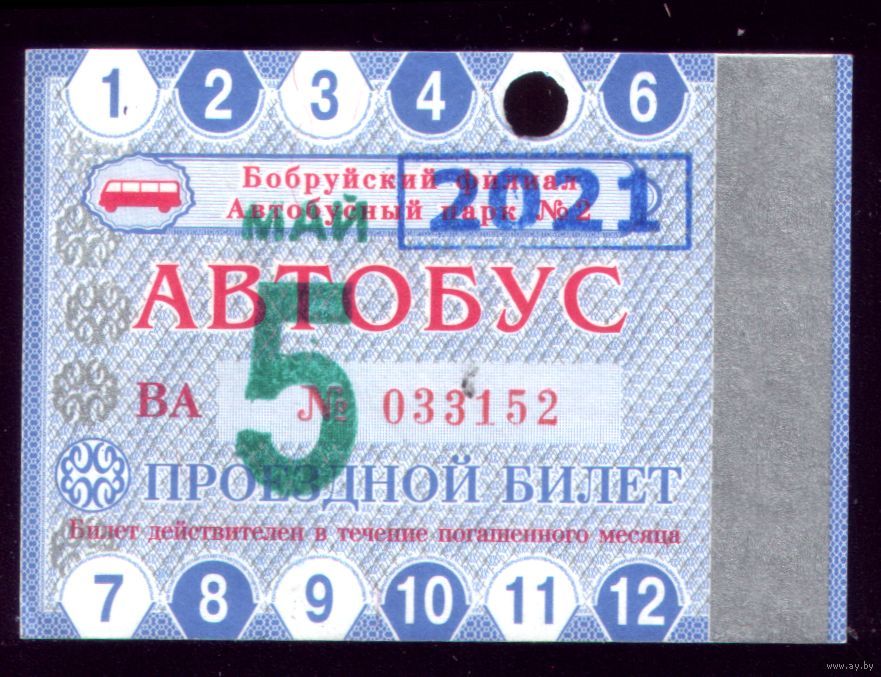 1 2 3 4 6
Бобруйский филиал
Автобусный парк №2
2021
МАЙ
АВТОБУС
5
ВА № 033152
ПРОЕЗДНОЙ БИЛЕТ
Билет действителен в течение погашенного месяца
7 8 9 10 11 12
www.ay.by